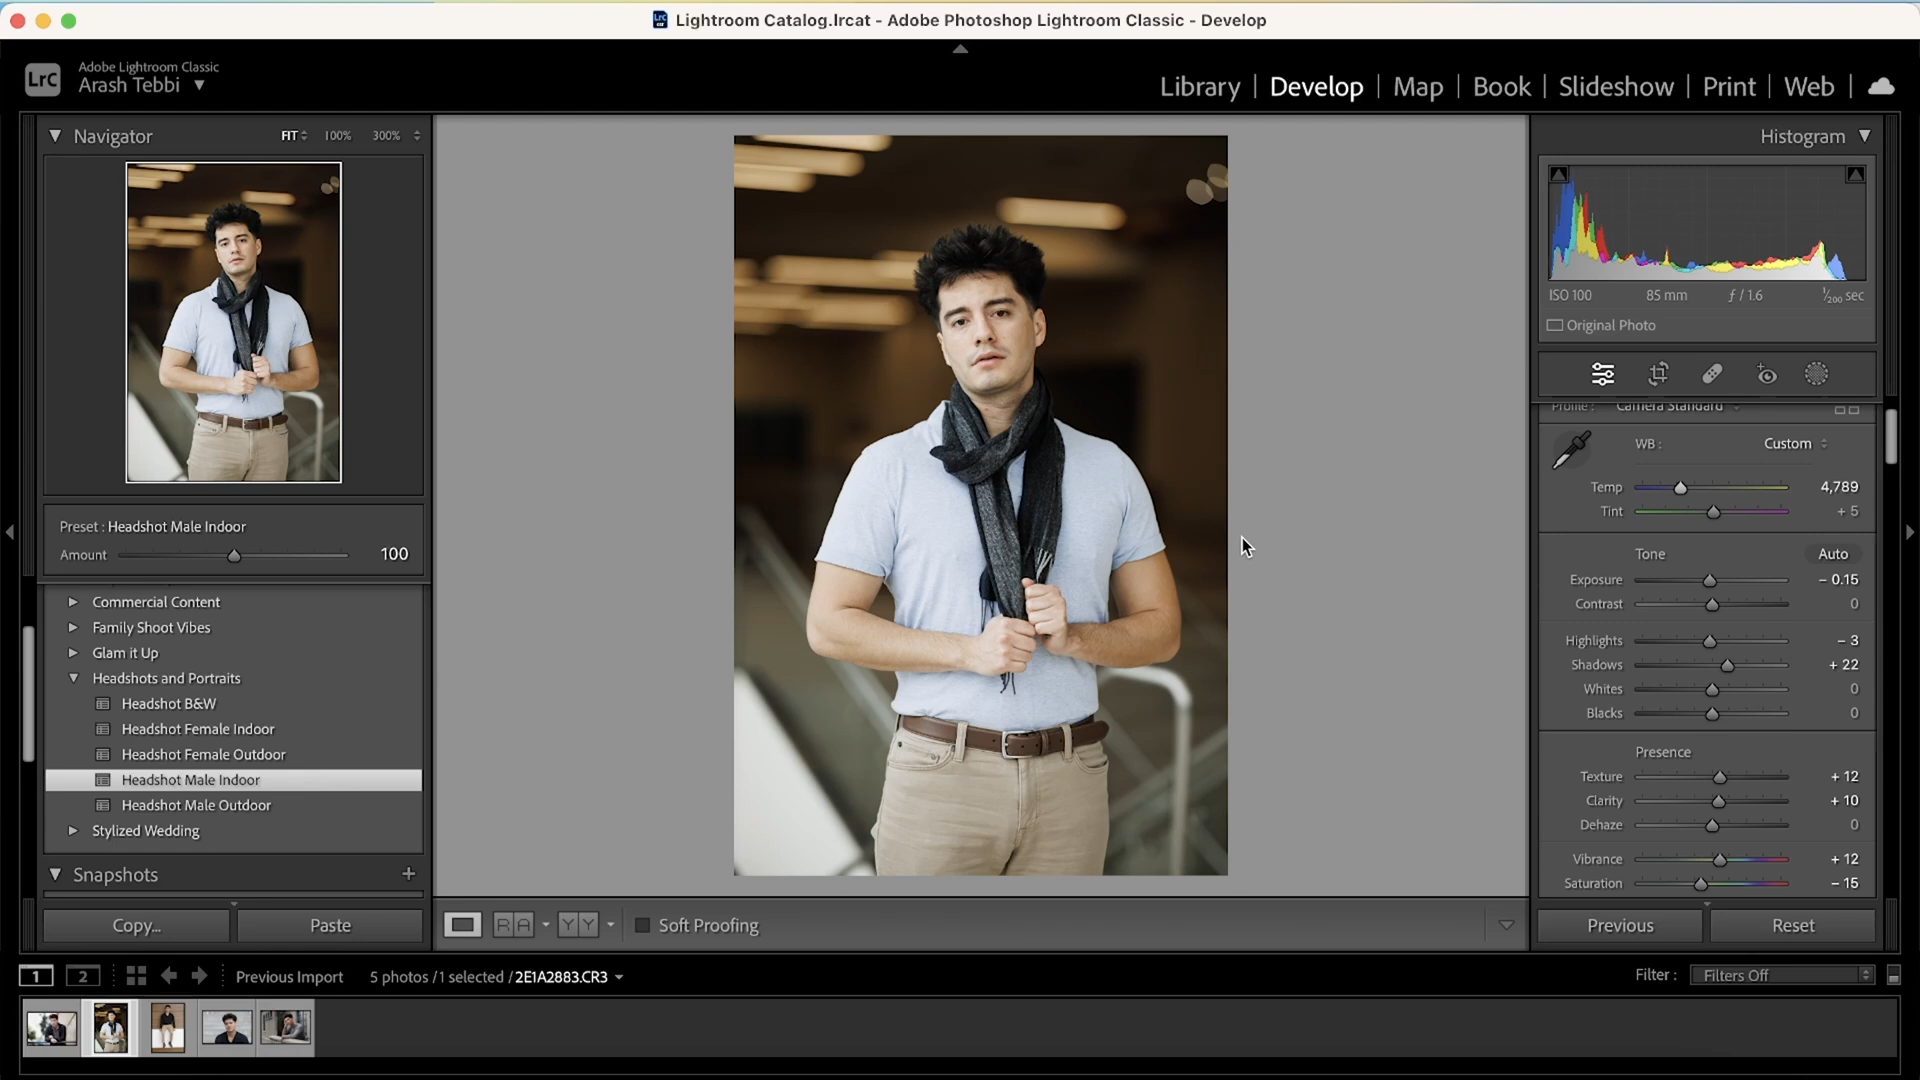 Lightroom Catalog.lrcat - Adobe Photoshop Lightroom Classic - Develop
LrC
Adobe Lightroom Classic
Arash Tebbi
Library | Develop | Map | Book | Slideshow | Print | Web |
Navigator
FIT 100% 300%
Preset : Headshot Male Indoor
Amount 100
Commercial Content
Family Shoot Vibes
Glam it Up
Headshots and Portraits
Headshot B&W
Headshot Female Indoor
Headshot Female Outdoor
Headshot Male Indoor
Headshot Male Outdoor
Stylized Wedding
Snapshots +
Copy... Paste
R A Y Y Soft Proofing
Histogram
ISO 100 85 mm ƒ / 1.6 1/200 sec
Original Photo
Profile : Camera Standard
WB : Custom
Temp 4,789
Tint + 5
Tone Auto
Exposure – 0.15
Contrast 0
Highlights – 3
Shadows + 22
Whites 0
Blacks 0
Presence
Texture + 12
Clarity + 10
Dehaze 0
Vibrance + 12
Saturation – 15
Previous Reset
1 2 Previous Import 5 photos / 1 selected / 2E1A2883.CR3
Filter : Filters Off